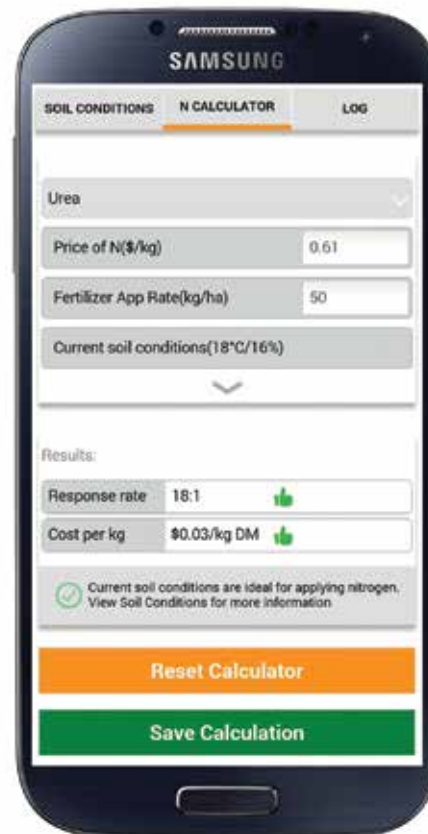 SAMSUNG
SOIL CONDITIONS N CALCULATOR LOG
Urea
Price of N($/kg) 0.61
Fertilizer App Rate(kg/ha) 50
Current soil conditions(18°C/16%)
Results:
Response rate 18:1
Cost per kg $0.03/kg DM
Current soil conditions are ideal for applying nitrogen.
View Soil Conditions for more information
Reset Calculator
Save Calculation